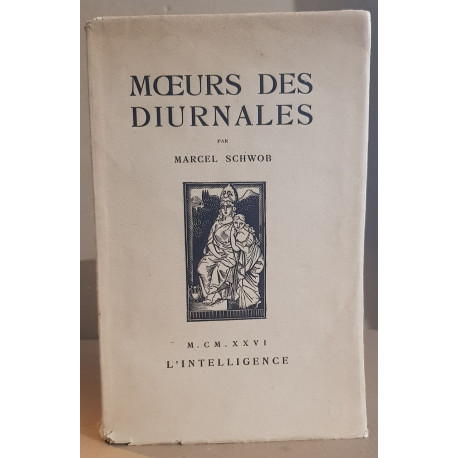 MŒURS DES
DIURNALES
PAR
MARCEL SCHWOB
M. CM. XXVI
L'INTELLIGENCE